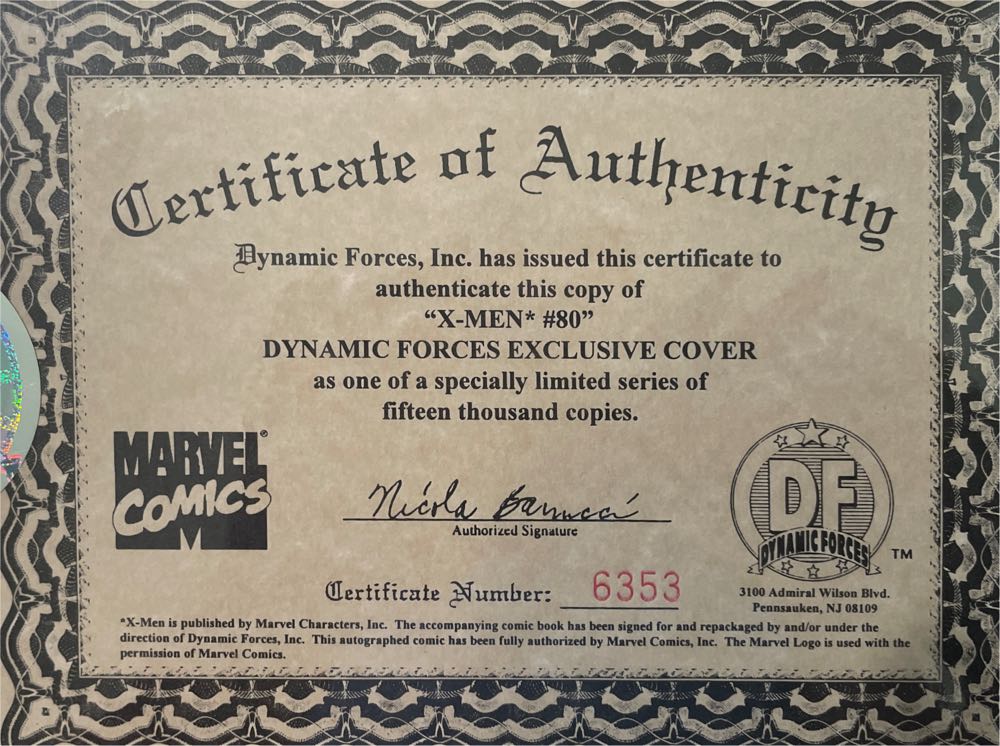 Certificate of Authenticity
Dynamic Forces, Inc. has issued this certificate to
authenticate this copy of
“X-MEN* #80”
DYNAMIC FORCES EXCLUSIVE COVER
as one of a specially limited series of
fifteen thousand copies.
MARVEL®
COMICS
M
Nicola Barrucci
Authorized Signature
DF
DYNAMIC FORCES
TM
Certificate Number: 6353
3100 Admiral Wilson Blvd.
Pennsauken, NJ 08109
*X-Men is published by Marvel Characters, Inc. The accompanying comic book has been signed for and repackaged by and/or under the
direction of Dynamic Forces, Inc. This autographed comic has been fully authorized by Marvel Comics, Inc. The Marvel Logo is used with the
permission of Marvel Comics.